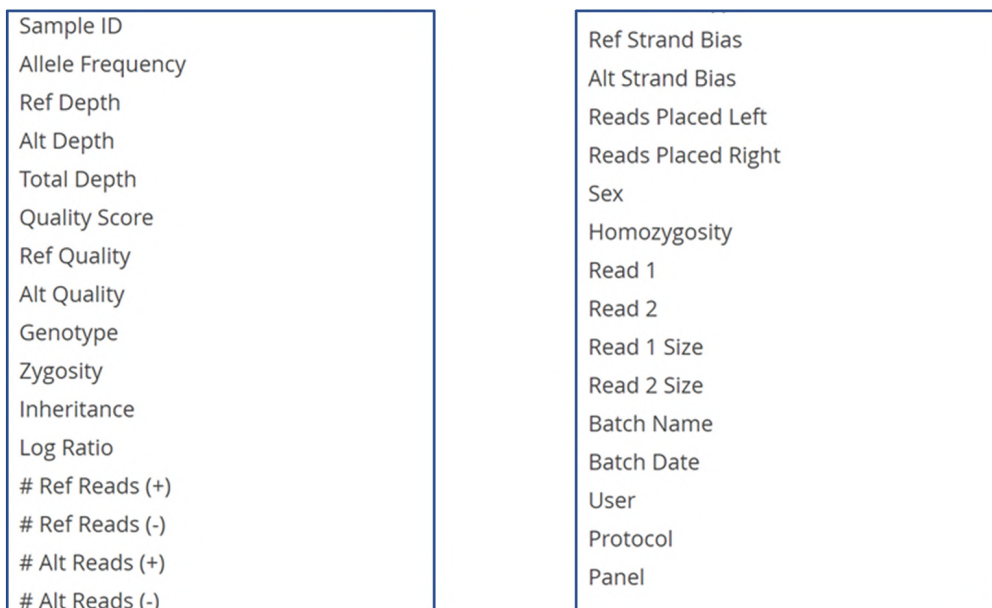 Sample ID
Allele Frequency
Ref Depth
Alt Depth
Total Depth
Quality Score
Ref Quality
Alt Quality
Genotype
Zygosity
Inheritance
Log Ratio
# Ref Reads (+)
# Ref Reads (-)
# Alt Reads (+)
# Alt Reads (-)
Ref Strand Bias
Alt Strand Bias
Reads Placed Left
Reads Placed Right
Sex
Homozygosity
Read 1
Read 2
Read 1 Size
Read 2 Size
Batch Name
Batch Date
User
Protocol
Panel